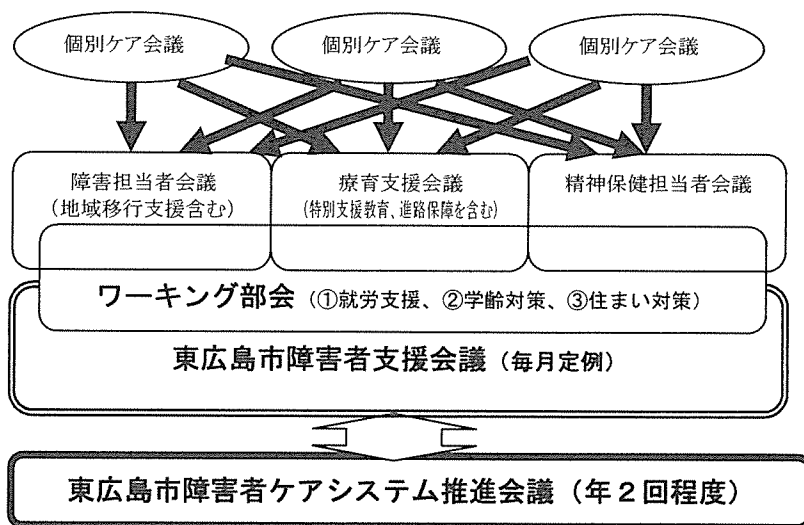 個別ケア会議
個別ケア会議
個別ケア会議
障害担当者会議
(地域移行支援含む)
療育支援会議
(特別支援教育、進路保障を含む)
精神保健担当者会議
ワーキング部会(①就労支援、②学齢対策、③住まい対策)
東広島市障害者支援会議(毎月定例)
東広島市障害者ケアシステム推進会議(年2回程度)